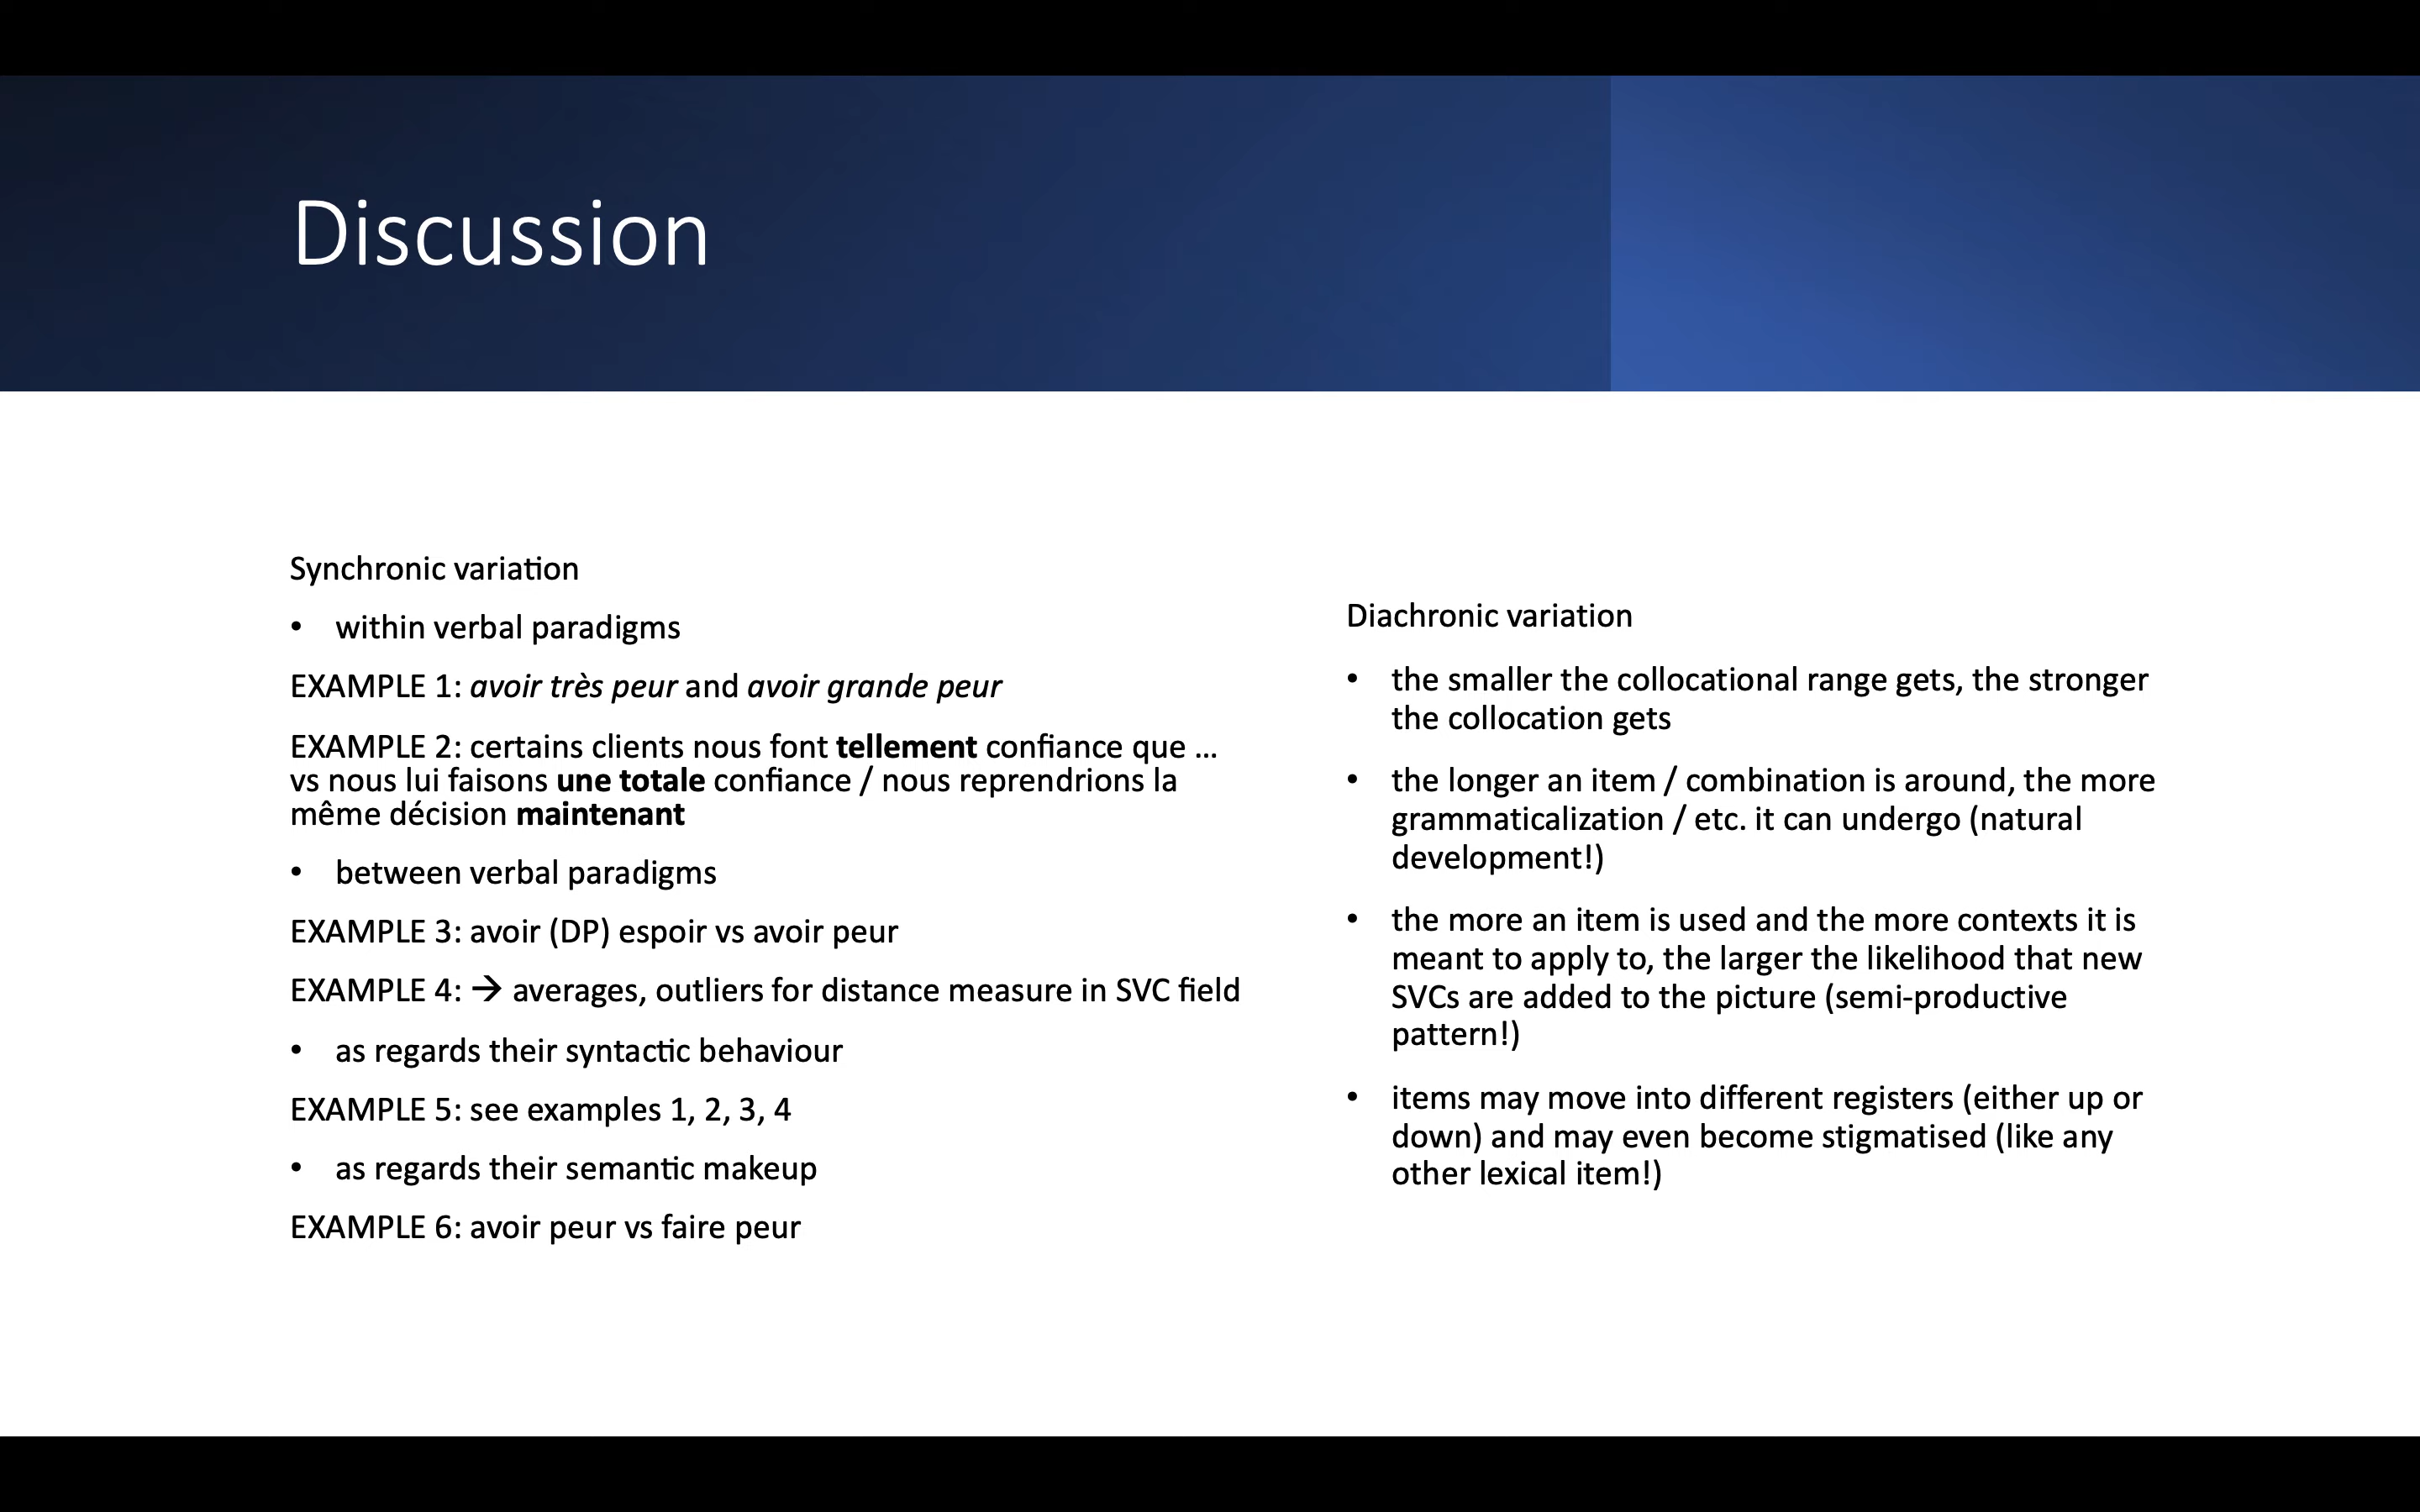 Discussion
Synchronic variation
• within verbal paradigms
EXAMPLE 1: avoir très peur and avoir grande peur
EXAMPLE 2: certains clients nous font tellement confiance que ...
vs nous lui faisons une totale confiance / nous reprendrions la
même décision maintenant
• between verbal paradigms
EXAMPLE 3: avoir (DP) espoir vs avoir peur
EXAMPLE 4: → averages, outliers for distance measure in SVC field
• as regards their syntactic behaviour
EXAMPLE 5: see examples 1, 2, 3, 4
• as regards their semantic makeup
EXAMPLE 6: avoir peur vs faire peur
Diachronic variation
• the smaller the collocational range gets, the stronger
the collocation gets
• the longer an item / combination is around, the more
grammaticalization / etc. it can undergo (natural
development!)
• the more an item is used and the more contexts it is
meant to apply to, the larger the likelihood that new
SVCs are added to the picture (semi-productive
pattern!)
• items may move into different registers (either up or
down) and may even become stigmatised (like any
other lexical item!)